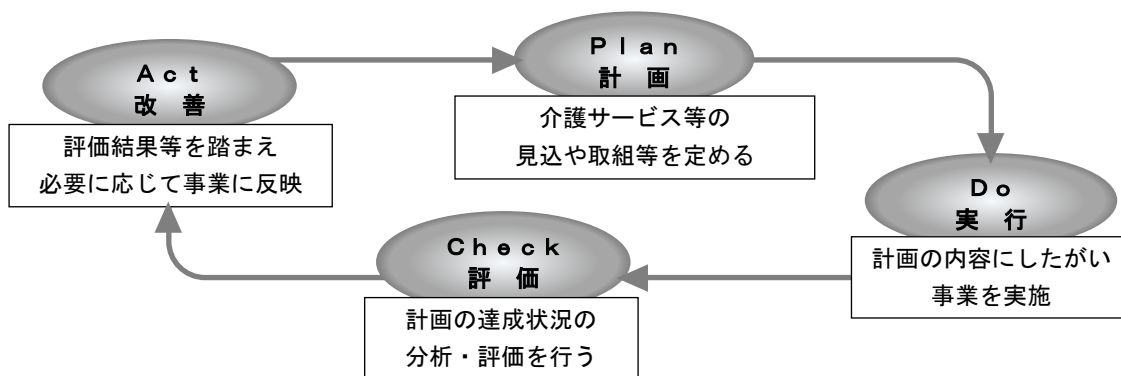 Ｐｌａｎ
計　画
介護サービス等の
見込や取組等を定める
Ｄｏ
実　行
計画の内容にしたがい
事業を実施
Ｃｈｅｃｋ
評　価
計画の達成状況の
分析・評価を行う
Ａｃｔ
改　善
評価結果等を踏まえ
必要に応じて事業に反映